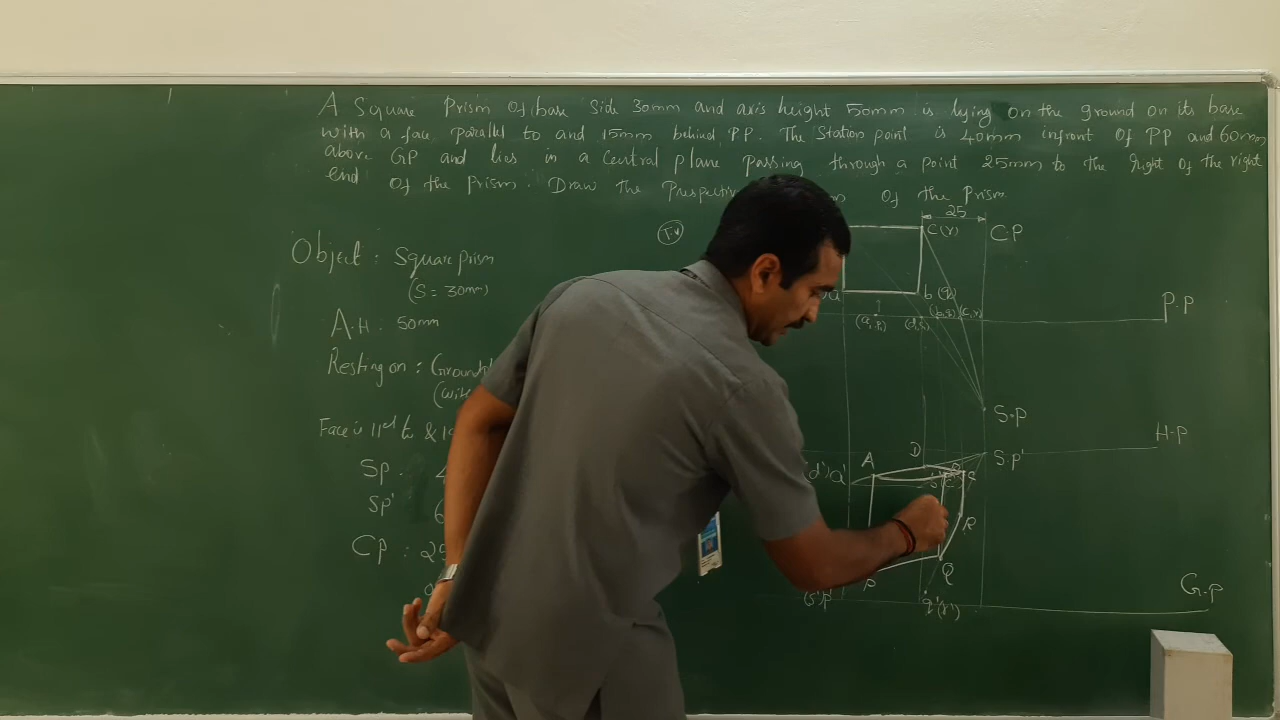 A Square Prism Of base Side 30mm and axis height 50mm is lying on the ground on its base
with a face parallel to and 15mm behind PP. The Station point is 40mm infront of PP and 60mm
above GP and lies in a Central plane passing through a point 25mm to the right of the right
end of the Prism. Draw the Of the Prism
25
TV
C(r)
CP
Object : Square prism
(S = 30mm)
a
b(q)
P.P
A.H : 50mm
Resting on :
Face is
S.P
H.P
SP'
S.P'
A
D
(d')a'
R
CP :
P
Q
q'(r')
G.P